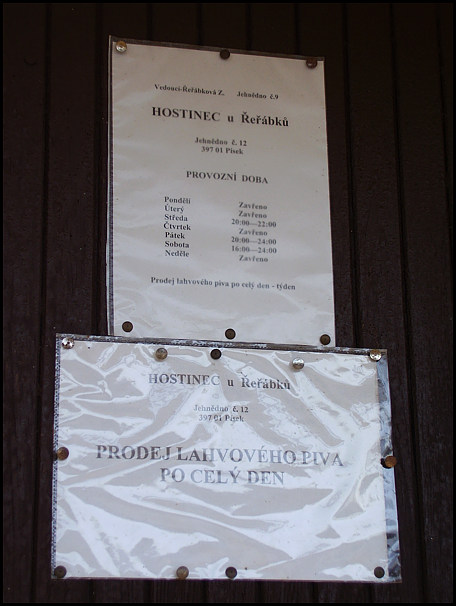 Vedoucí-Řeřábková Z. Jehnědno č.9
HOSTINEC u Řeřábků
Jehnědno č. 12
397 01 Písek
PROVOZNÍ DOBA
Pondělí Zavřeno
Úterý Zavřeno
Středa 20:00—22:00
Čtvrtek Zavřeno
Pátek 20:00—24:00
Sobota 16:00—24:00
Neděle Zavřeno
Prodej lahvového piva po celý den - týden
HOSTINEC u Řeřábků
Jehnědno č. 12
397 01 Písek
PRODEJ LAHVOVÉHO PIVA
PO CELÝ DEN